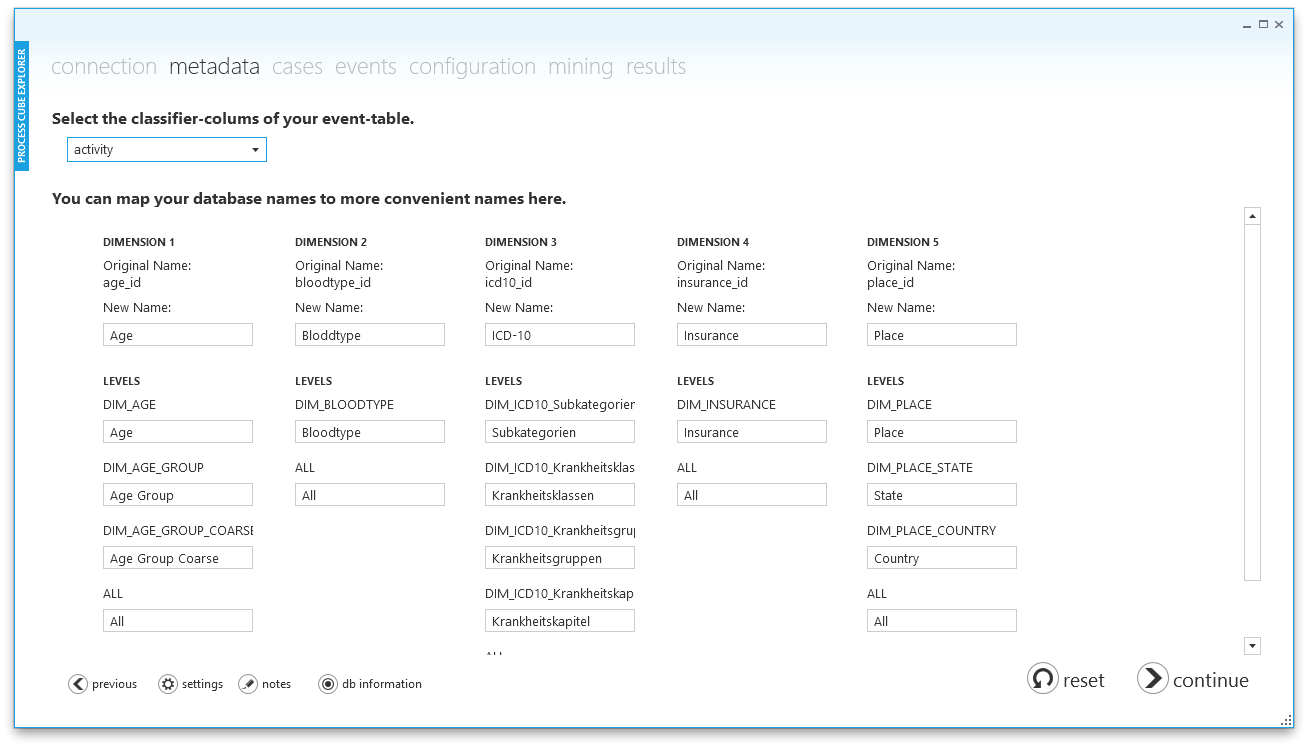 PROCESS CUBE EXPLORER
connection metadata cases events configuration mining results
Select the classifier-colums of your event-table.
activity
You can map your database names to more convenient names here.
DIMENSION 1 DIMENSION 2 DIMENSION 3 DIMENSION 4 DIMENSION 5
Original Name: Original Name: Original Name: Original Name: Original Name:
age_id bloodtype_id icd10_id insurance_id place_id
New Name: New Name: New Name: New Name: New Name:
Age Bloddtype ICD-10 Insurance Place
LEVELS LEVELS LEVELS LEVELS LEVELS
DIM_AGE DIM_BLOODTYPE DIM_ICD10_Subkategorien DIM_INSURANCE DIM_PLACE
Age Bloodtype Subkategorien Insurance Place
DIM_AGE_GROUP ALL DIM_ICD10_Krankheitsklas ALL DIM_PLACE_STATE
Age Group All Krankheitsklassen All State
DIM_AGE_GROUP_COARSE DIM_ICD10_Krankheitsgrup DIM_PLACE_COUNTRY
Age Group Coarse Krankheitsgruppen Country
ALL DIM_ICD10_Krankheitskap ALL
All Krankheitskapitel All
previous settings notes db information reset continue